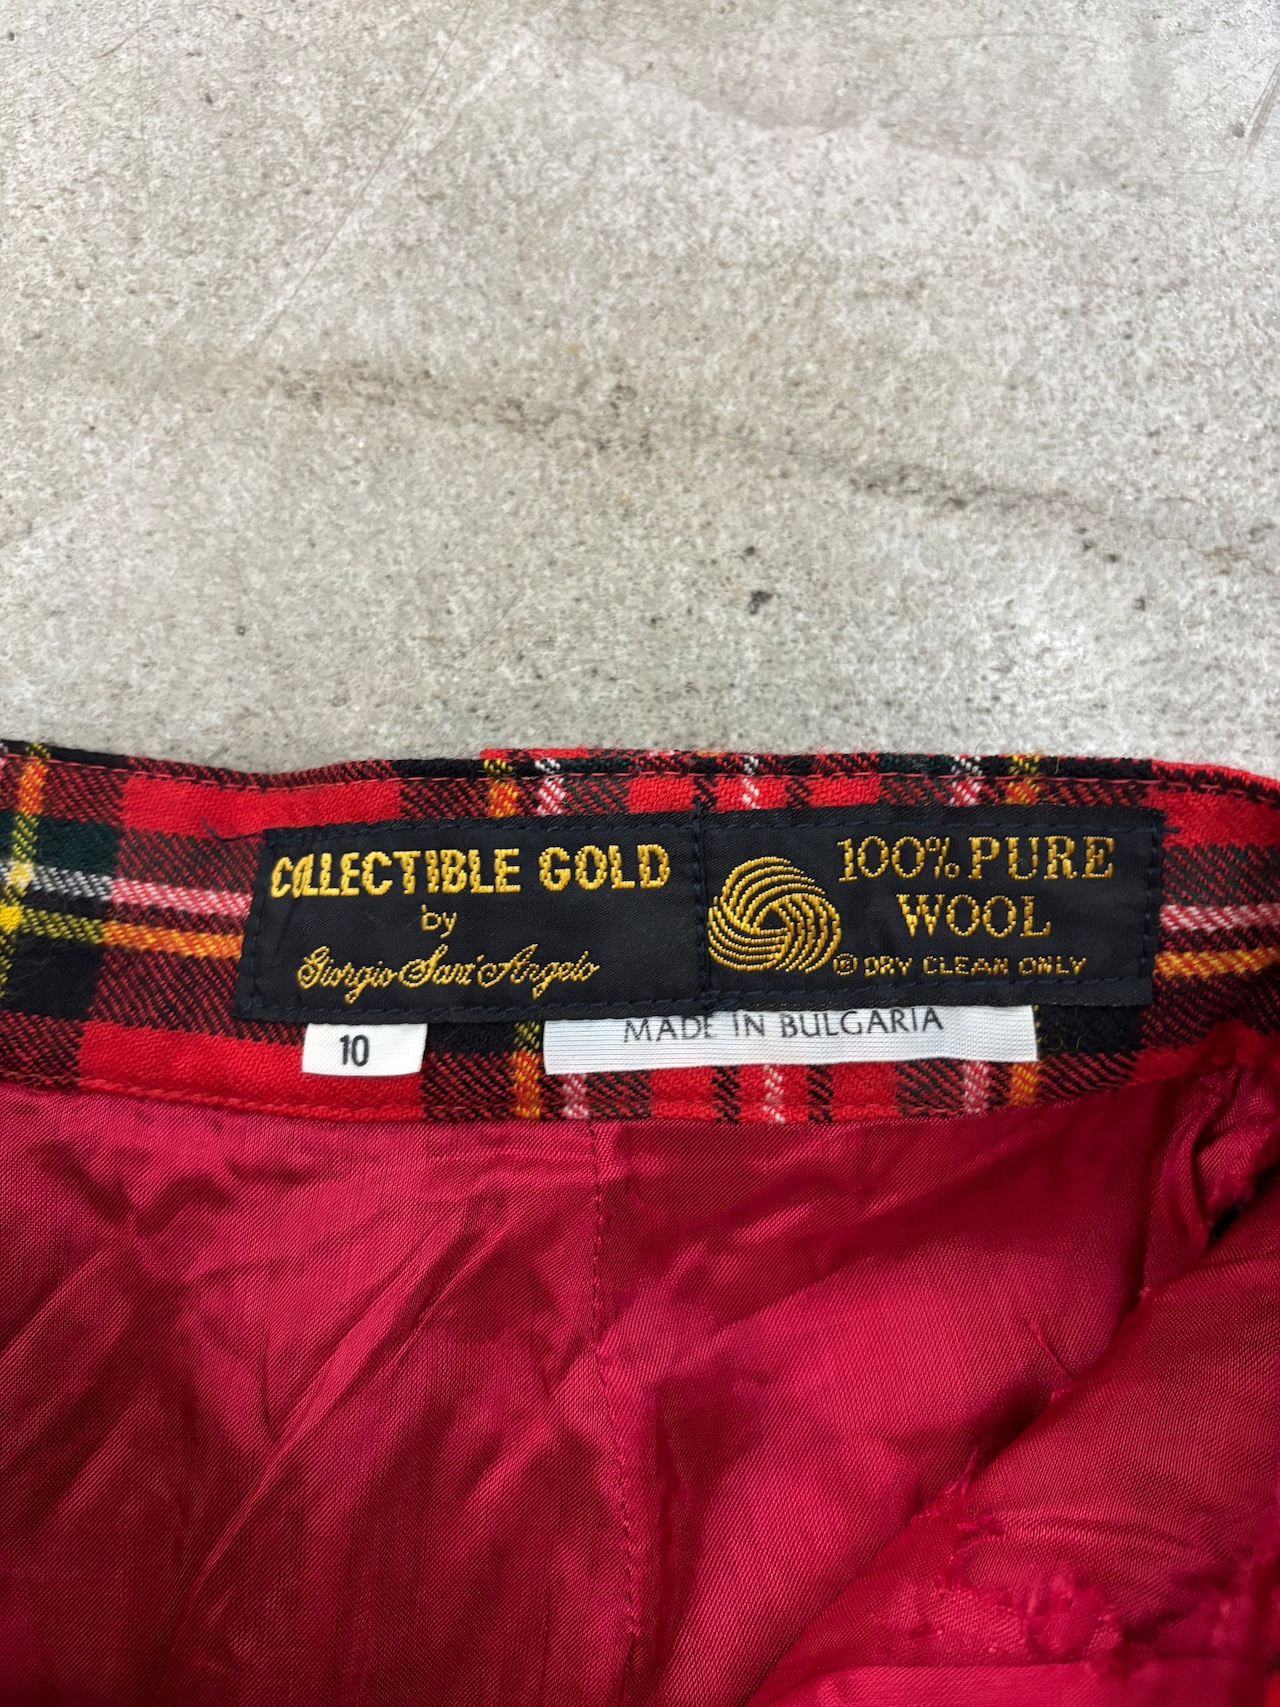 COLLECTIBLE GOLD
by
Giorgio Sant'Angelo
100% PURE
WOOL
© DRY CLEAN ONLY
10
MADE IN BULGARIA